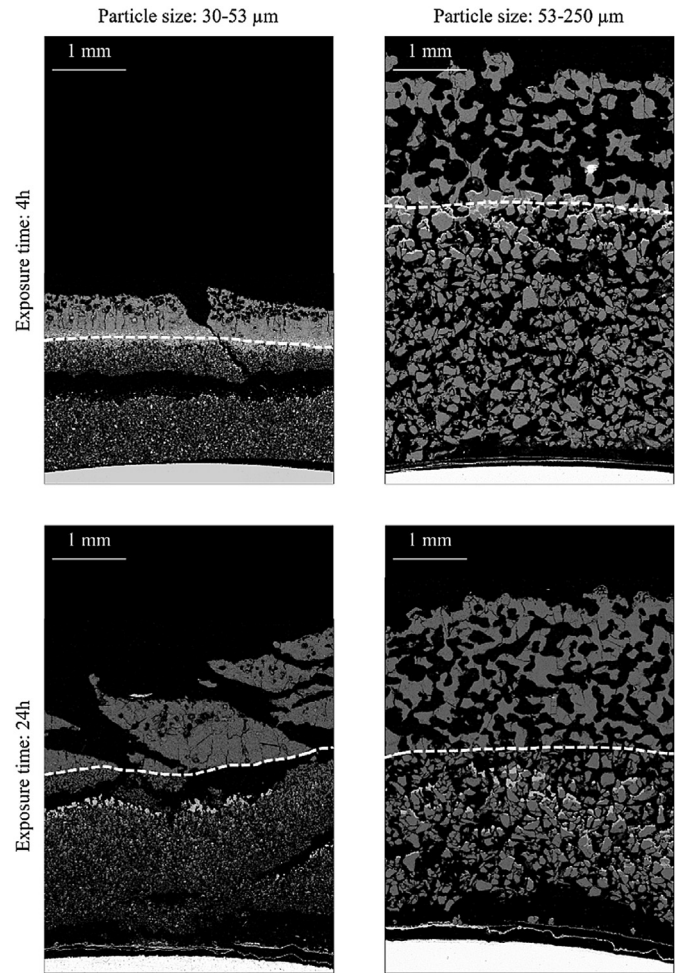 Particle size: 30-53 µm
Particle size: 53-250 µm
Exposure time: 4h
1 mm
1 mm
Exposure time: 24h
1 mm
1 mm